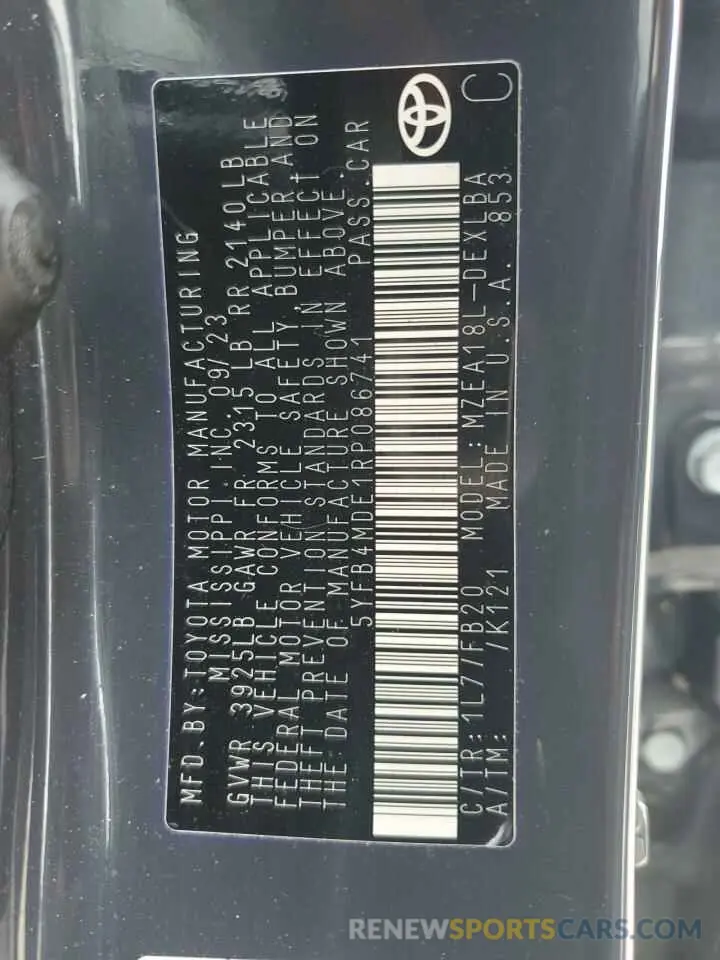 MFD.BY:TOYOTA MOTOR MANUFACTURING
MISSISSIPPI,INC.09/23
GVWR 3925LB GAWR FR 2315 LB RR 2140LB
THIS VEHICLE CONFORMS TO ALL APPLICABLE
FEDERAL MOTOR VEHICLE SAFETY BUMPER AND
THEFT PREVENTION STANDARDS IN EFFECT ON
THE DATE OF MANUFACTURE SHOWN ABOVE.
5YFB4MDE1RP086741 PASS.CAR
C/TR:1L7/FB20 MODEL:MZEA18L-DEXLBA
A/TM: /K121 MADE IN U.S.A. 853
C
RENEWSPORTSCARS.COM